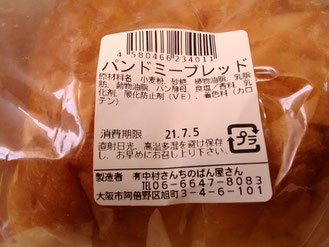 4580466234011
パンドミーブレッド
原材料名 小麦粉、砂糖、植物油脂、乳脂
肪、動物油脂、パン酵母、食塩/香料、乳
化剤、酸化防止剤（VE）、着色料（カロ
テン）
消費期限 21.7.5
直射日光、高温多湿を避け保存
し、お早めにお召し上り下さい
プラ
製造者 ㈲中村さんちのぱん屋さん
TEL 06-6647-8083
大阪市阿倍野区旭町3-4-6-101